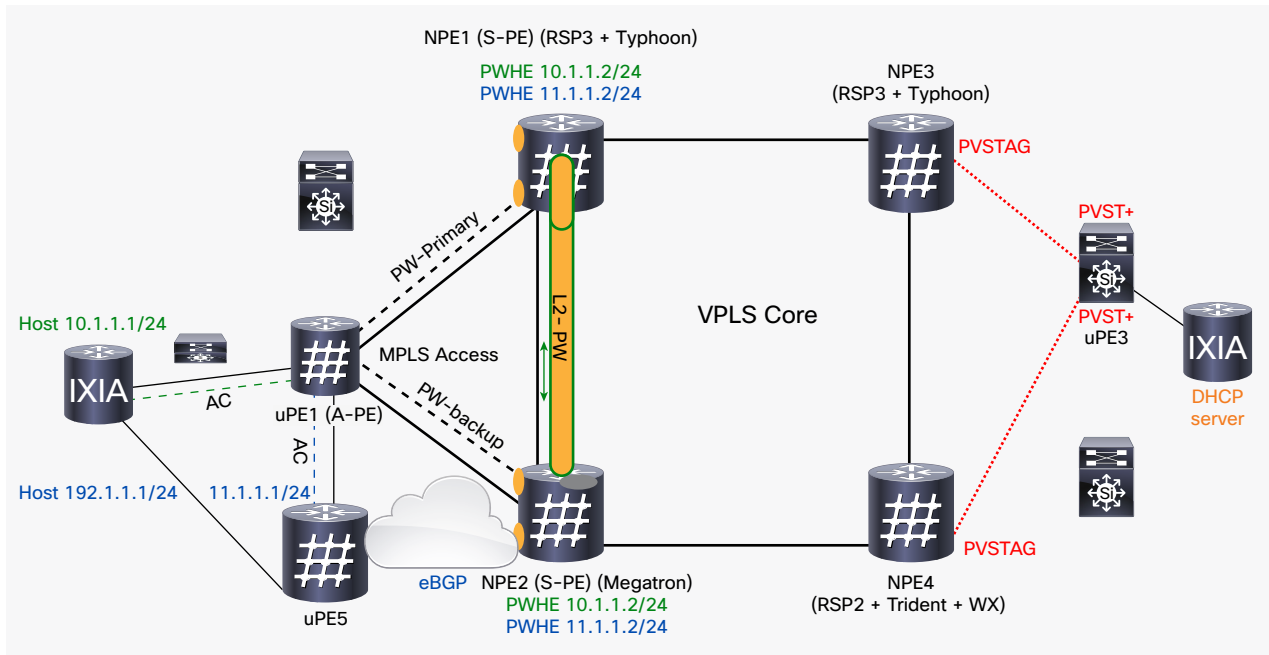 NPE1 (S-PE) (RSP3 + Typhoon)
PWHE 10.1.1.2/24
PWHE 11.1.1.2/24
NPE3
(RSP3 + Typhoon)
PVSTAG
Si
PVST+
Si
PVST+
uPE3
PW-Primary
L2 - PW
VPLS Core
Host 10.1.1.1/24
IXIA
AC
MPLS Access
uPE1 (A-PE)
IXIA
DHCP
server
PW-backup
AC
Host 192.1.1.1/24
11.1.1.1/24
Si
eBGP
uPE5
NPE2 (S-PE) (Megatron)
PWHE 10.1.1.2/24
PWHE 11.1.1.2/24
PVSTAG
NPE4
(RSP2 + Trident + WX)